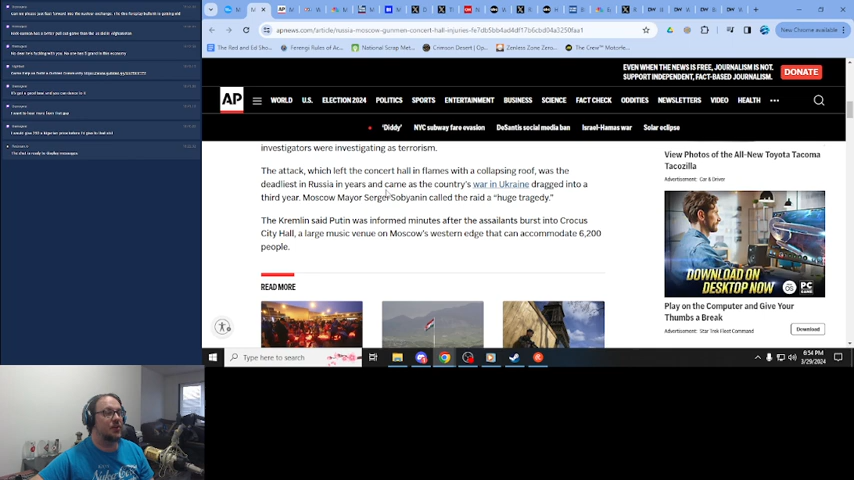 apnews.com/article/russia-moscow-gunmen-concert-hall-injuries-fe7db5bb4ad4df17b6cbd04a3250faa1
New Chrome available
The Red and Ed Sho...
Ferengi Rules of Ac...
National Scrap Met...
Crimson Desert | Op...
Zenless Zone Zero...
The Crew™ Motorfe...
EVEN WHEN THE NEWS IS FREE, JOURNALISM IS NOT.
SUPPORT INDEPENDENT, FACT-BASED JOURNALISM.
DONATE
AP
WORLD U.S. ELECTION 2024 POLITICS SPORTS ENTERTAINMENT BUSINESS SCIENCE FACT CHECK ODDITIES NEWSLETTERS VIDEO HEALTH
'Diddy' NYC subway fare evasion DeSantis social media ban Israel-Hamas war Solar eclipse
investigators were investigating as terrorism.
The attack, which left the concert hall in flames with a collapsing roof, was the
deadliest in Russia in years and came as the country's war in Ukraine dragged into a
third year. Moscow Mayor Sergei Sobyanin called the raid a "huge tragedy."
The Kremlin said Putin was informed minutes after the assailants burst into Crocus
City Hall, a large music venue on Moscow's western edge that can accommodate 6,200
people.
READ MORE
View Photos of the All-New Toyota Tacoma
Tacozilla
Advertisement: Car & Driver
DOWNLOAD ON
DESKTOP NOW
OS
PC
GAME
Play on the Computer and Give Your
Thumbs a Break
Advertisement: Star Trek Fleet Command
Download
Type here to search
6:54 PM
3/29/2024